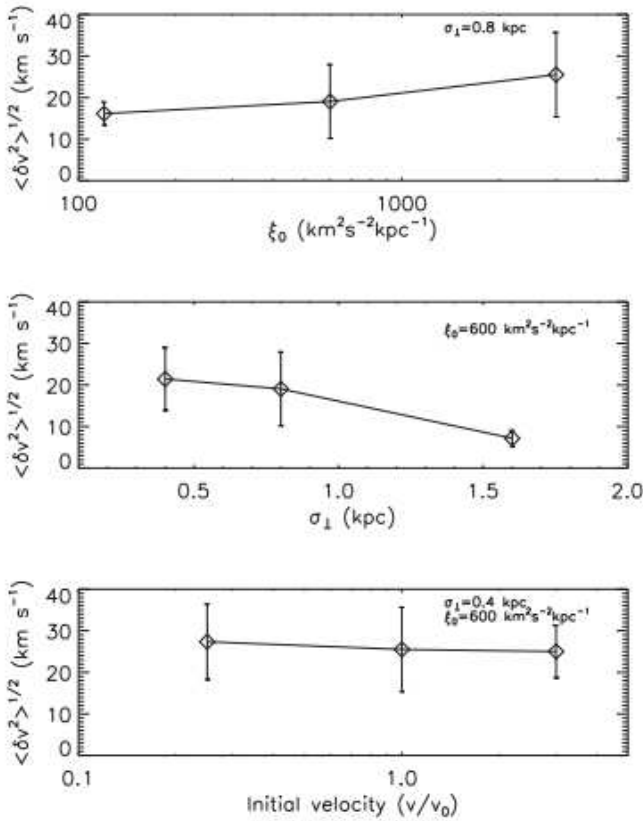 40
σ⊥=0.8 kpc
30
20
10
0
<δv²>^1/2 (km s⁻¹)
100 1000
ξ₀ (km²s⁻²kpc⁻¹)
40
ξ₀=600 km²s⁻²kpc⁻¹
30
20
10
0
<δv²>^1/2 (km s⁻¹)
0.5 1.0 1.5 2.0
σ⊥ (kpc)
40
σ⊥=0.4 kpc
ξ₀=600 km²s⁻²kpc⁻¹
30
20
10
0
<δv²>^1/2 (km s⁻¹)
0.1 1.0
Initial velocity (v/v₀)